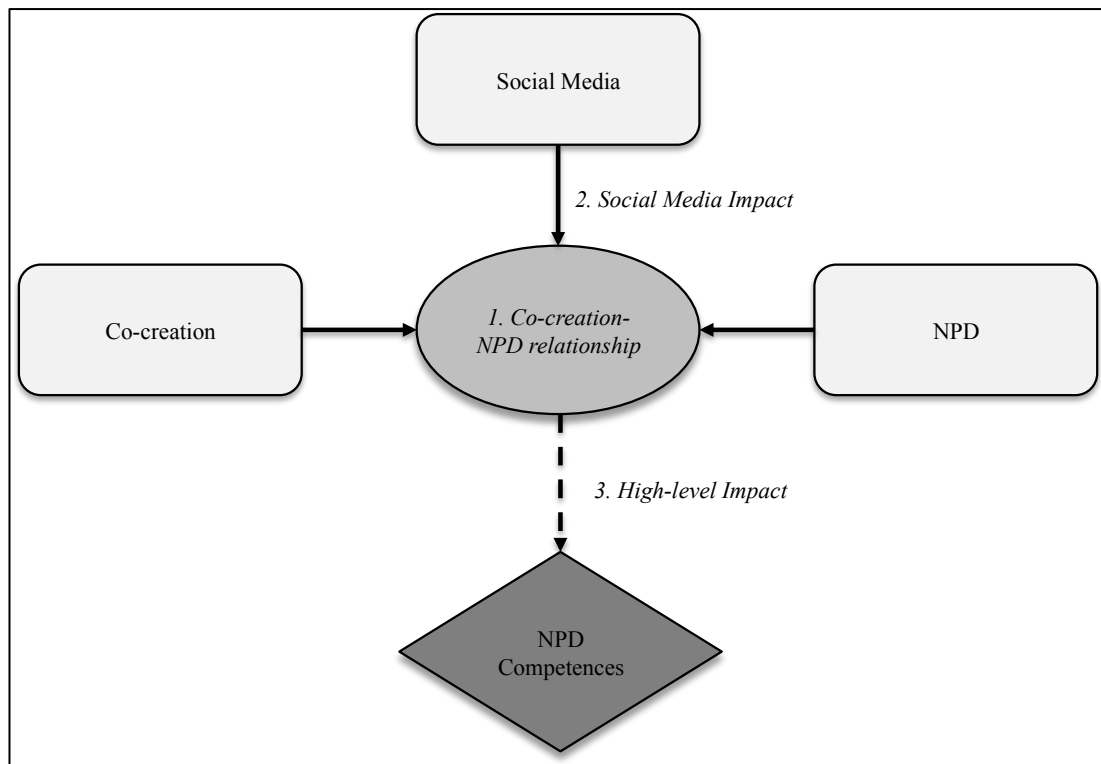 Social Media
2. Social Media Impact
Co-creation
1. Co-creation-
NPD relationship
NPD
3. High-level Impact
NPD
Competences